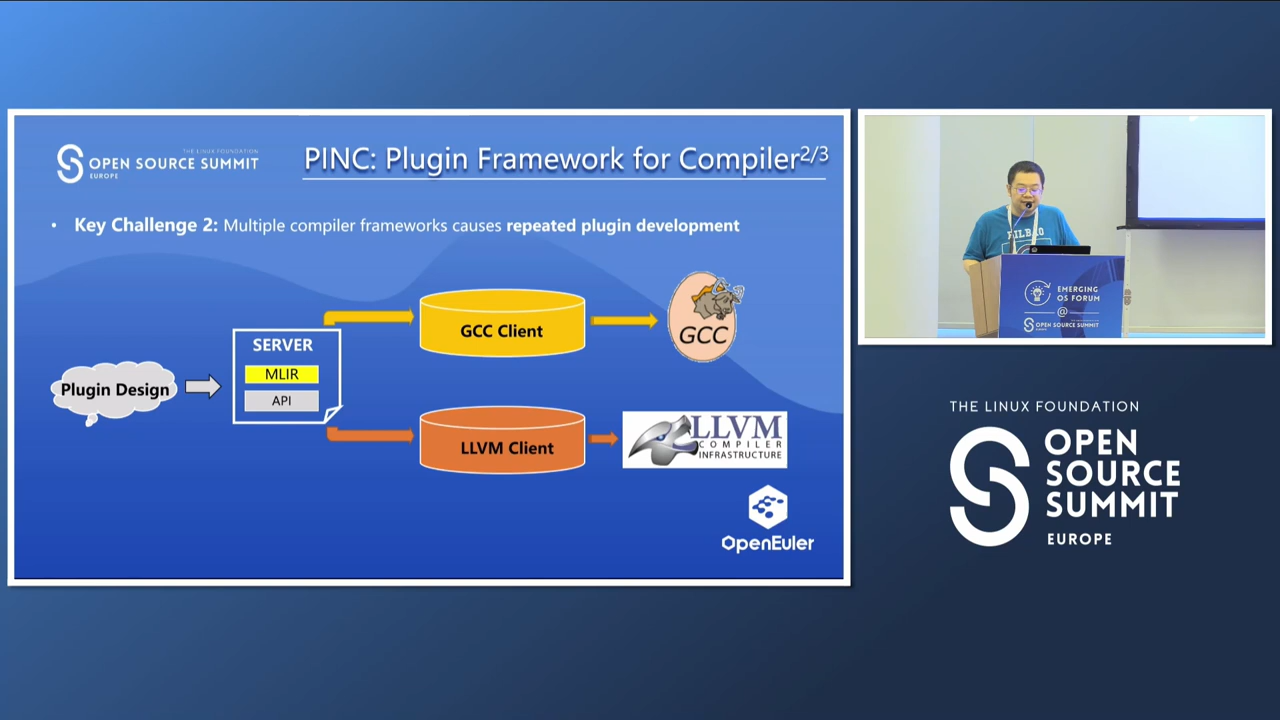 THE LINUX FOUNDATION
OPEN SOURCE SUMMIT
EUROPE
PINC: Plugin Framework for Compiler2/3
• Key Challenge 2: Multiple compiler frameworks causes repeated plugin development
Plugin Design
SERVER
MLIR
API
GCC Client
GCC
LLVM Client
LLVM
COMPILER
INFRASTRUCTURE
OpenEuler
BILBAO
EMERGING
OS FORUM
@
OPEN SOURCE SUMMIT
THE LINUX FOUNDATION
OPEN
SOURCE
SUMMIT
EUROPE